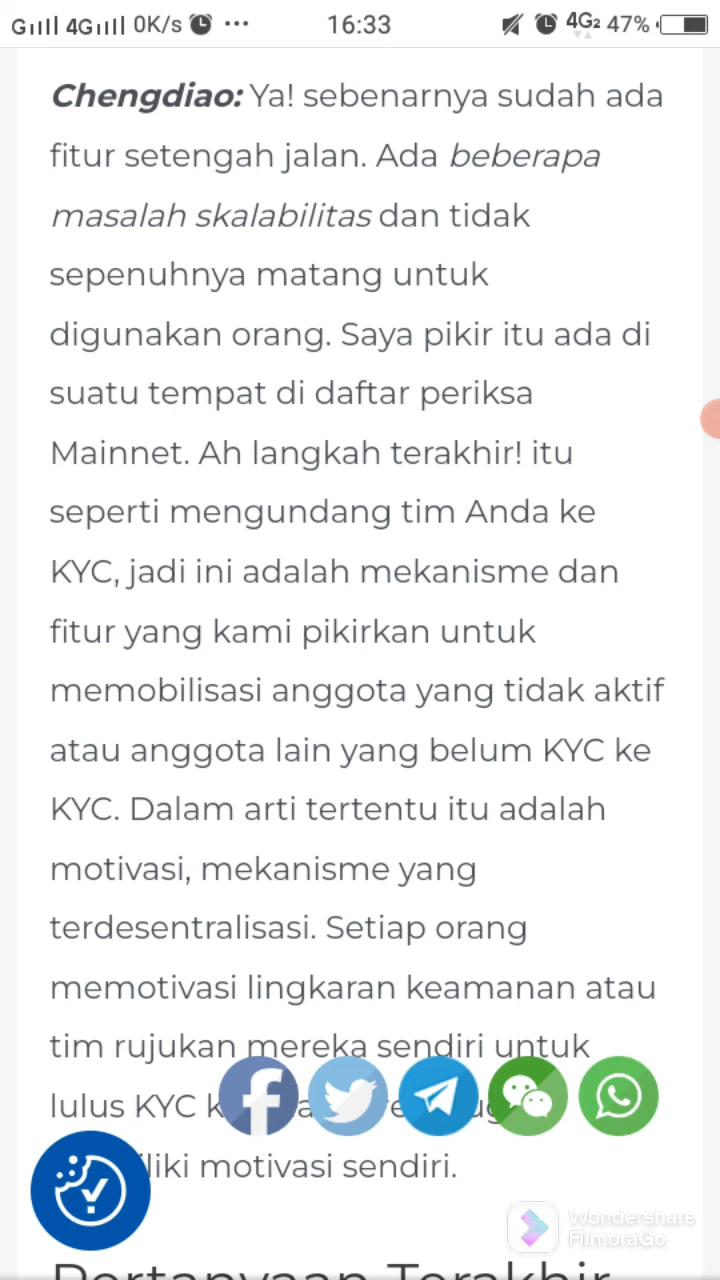 4G 0K/s ... 16:33 4G2 47%
Chengdiao: Ya! sebenarnya sudah ada
fitur setengah jalan. Ada beberapa
masalah skalabilitas dan tidak
sepenuhnya matang untuk
digunakan orang. Saya pikir itu ada di
suatu tempat di daftar periksa
Mainnet. Ah langkah terakhir! itu
seperti mengundang tim Anda ke
KYC, jadi ini adalah mekanisme dan
fitur yang kami pikirkan untuk
memobilisasi anggota yang tidak aktif
atau anggota lain yang belum KYC ke
KYC. Dalam arti tertentu itu adalah
motivasi, mekanisme yang
terdesentralisasi. Setiap orang
memotivasi lingkaran keamanan atau
tim rujukan mereka sendiri untuk
lulus KYC
motivasi sendiri.
Wondershare
FilmoraGo
Pertanyaan Terakhir